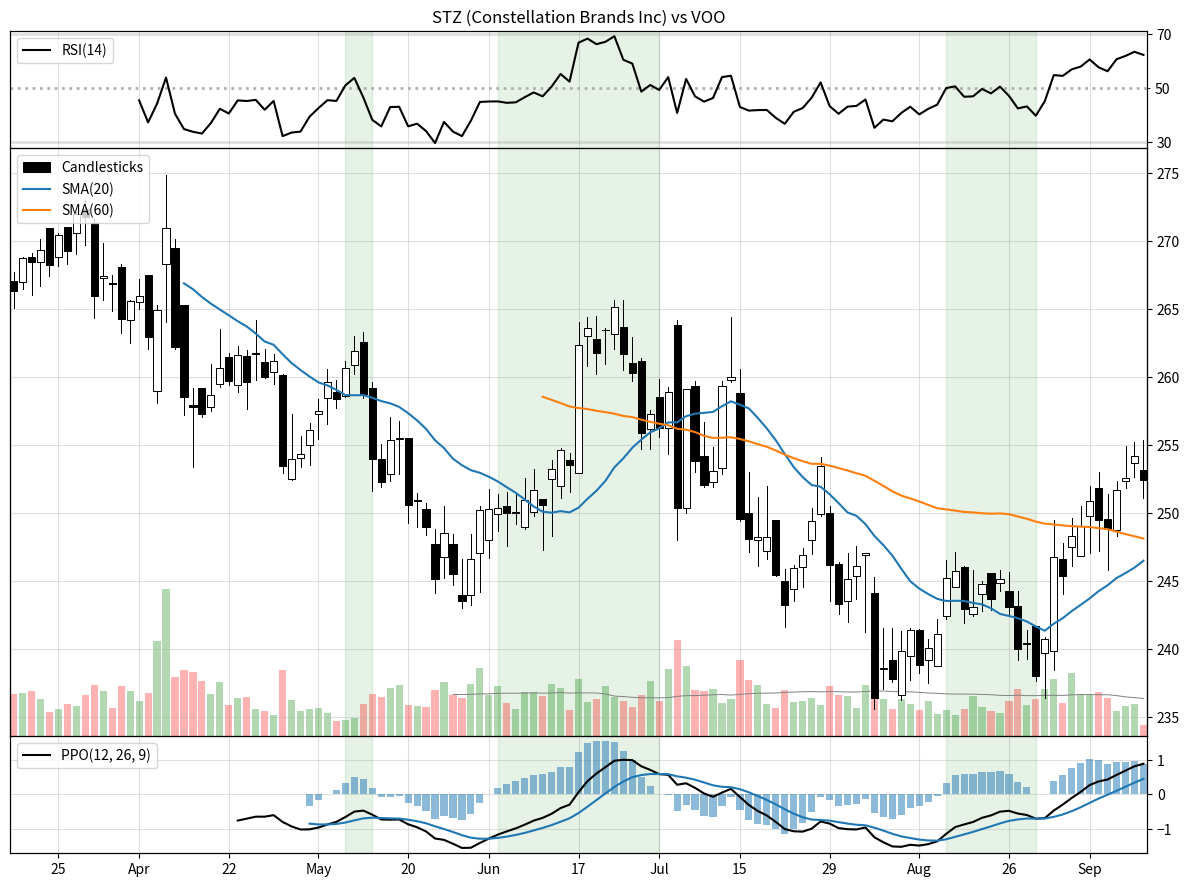 STZ (Constellation Brands Inc) vs VOO
RSI(14)
70
50
30
Candlesticks
SMA(20)
SMA(60)
275
270
265
260
255
250
245
240
235
PPO(12, 26, 9)
1
0
−1
25 Apr 22 May 20 Jun 17 Jul 15 29 Aug 26 Sep